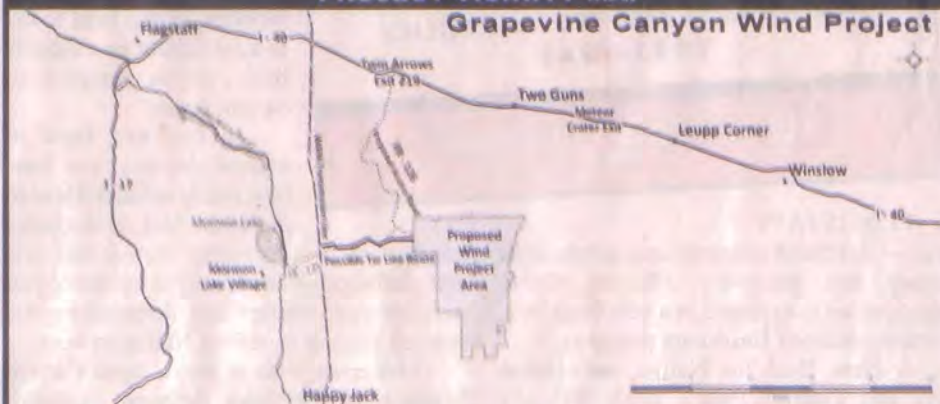 Grapevine Canyon Wind Project
Flagstaff
I - 40
Twin Arrows
Exit 219
Two Guns
Meteor
Crater Exit
Leupp Corner
Winslow
I - 40
I - 17
Mormon Lake
Mormon
Lake Village
Possible Tie Line Route
Proposed
Wind
Project
Area
Happy Jack